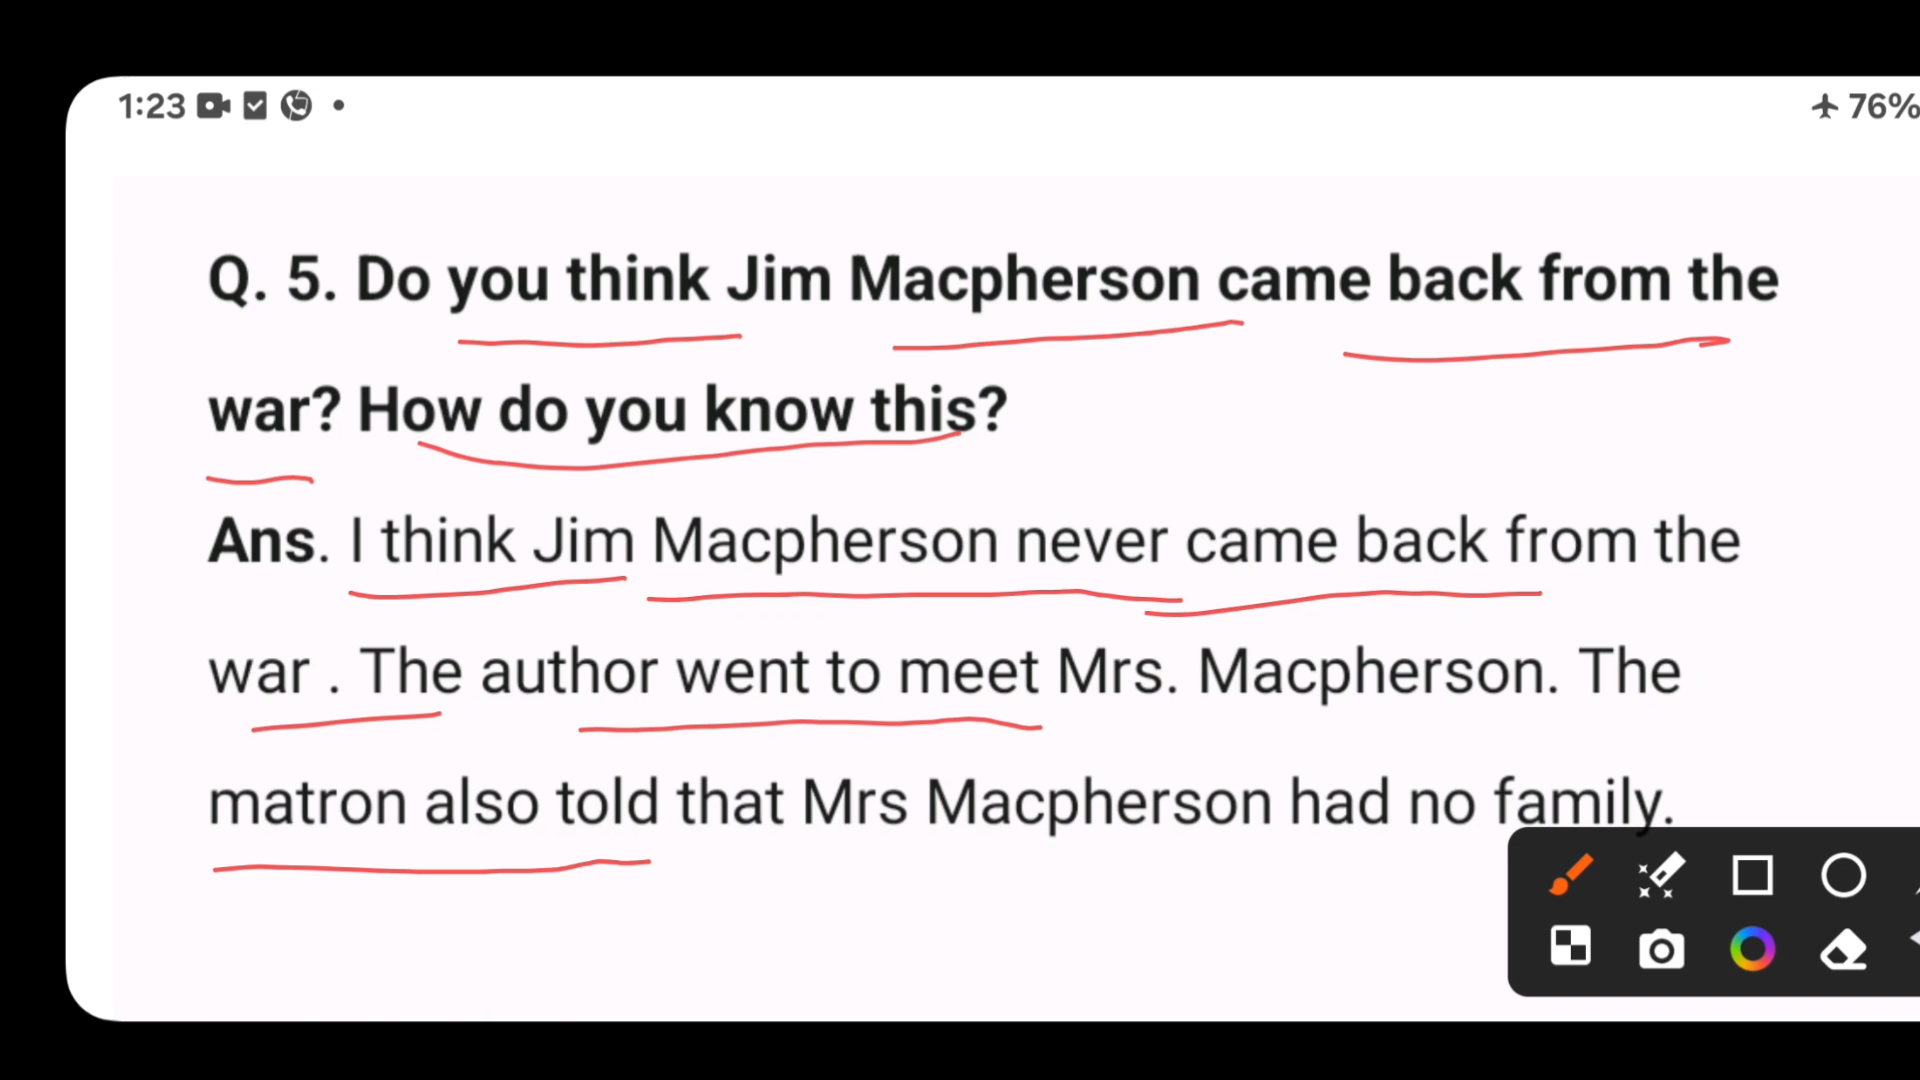 1:23
76%
Q. 5. Do you think Jim Macpherson came back from the
war? How do you know this?
Ans. I think Jim Macpherson never came back from the
war . The author went to meet Mrs. Macpherson. The
matron also told that Mrs Macpherson had no family.